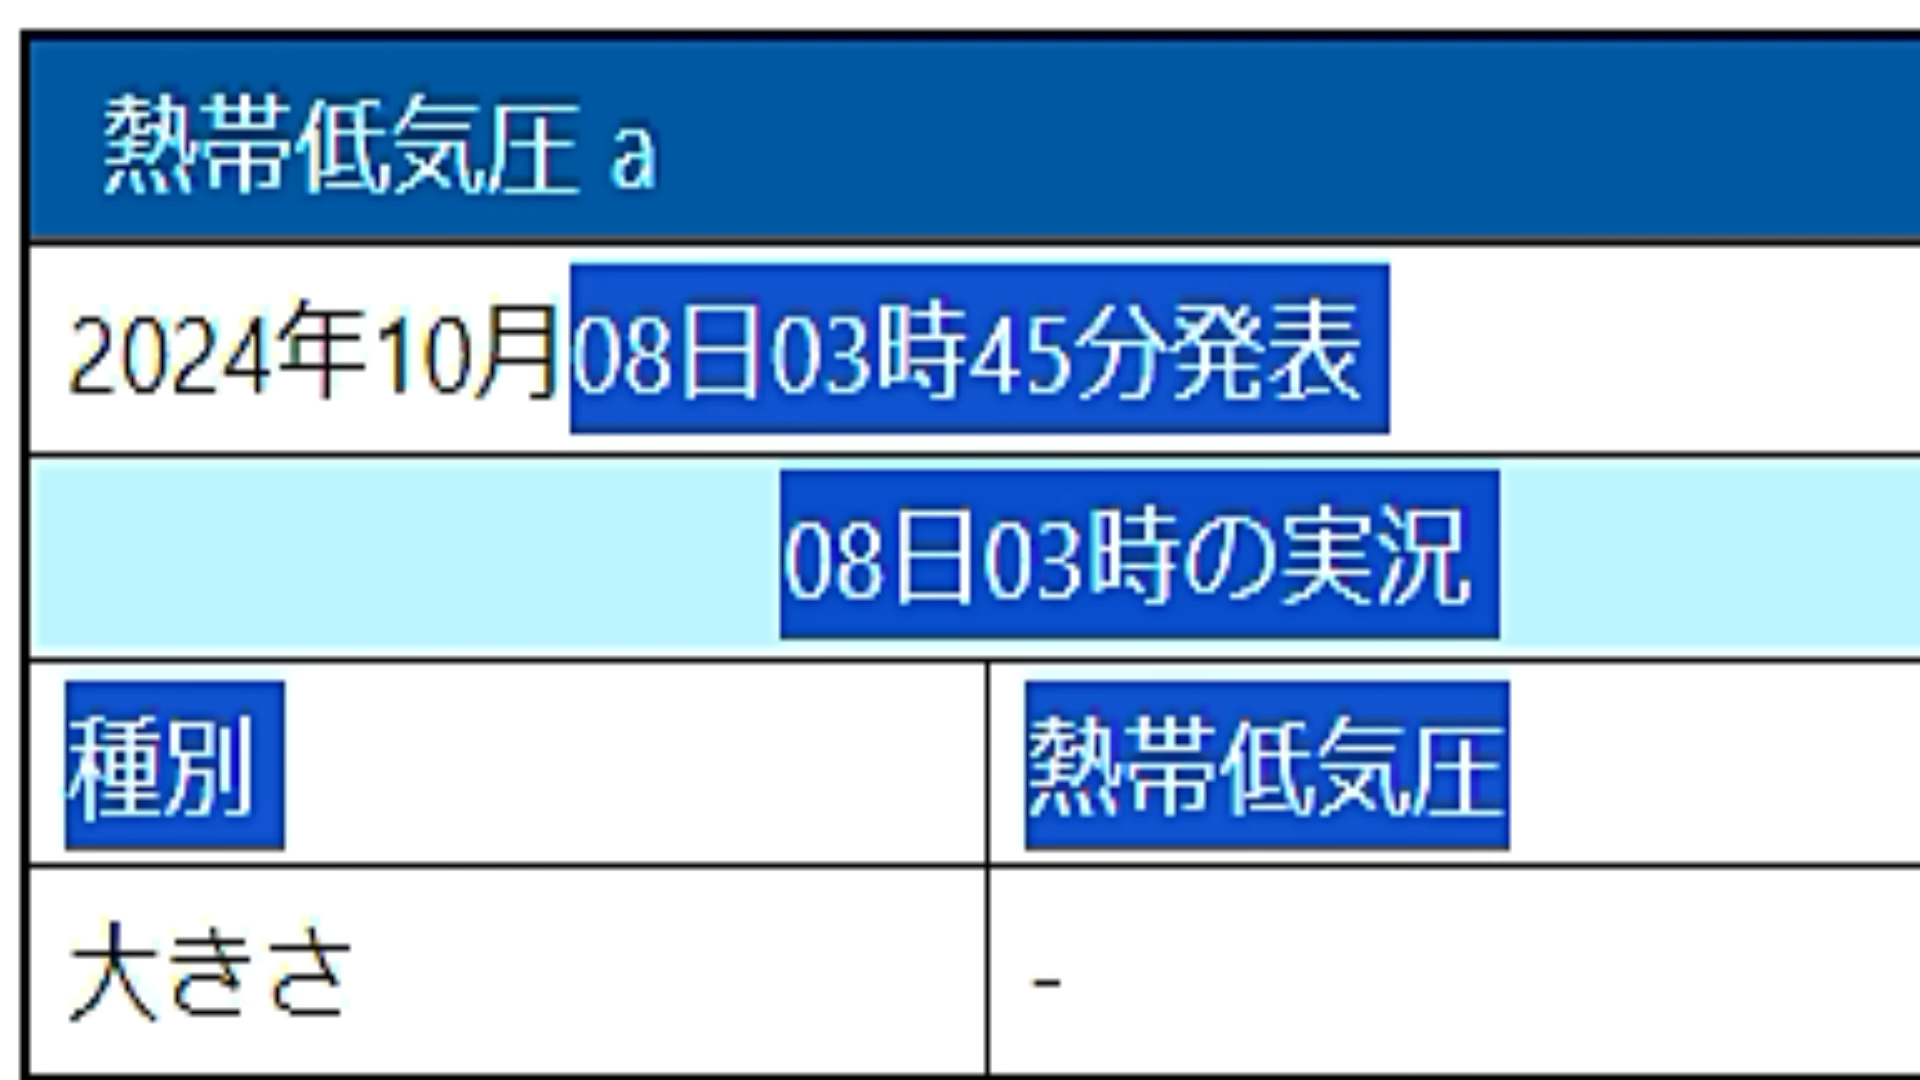 熱帯低気圧 a
2024年10月08日03時45分発表
08日03時の実況
種別 熱帯低気圧
大きさ -